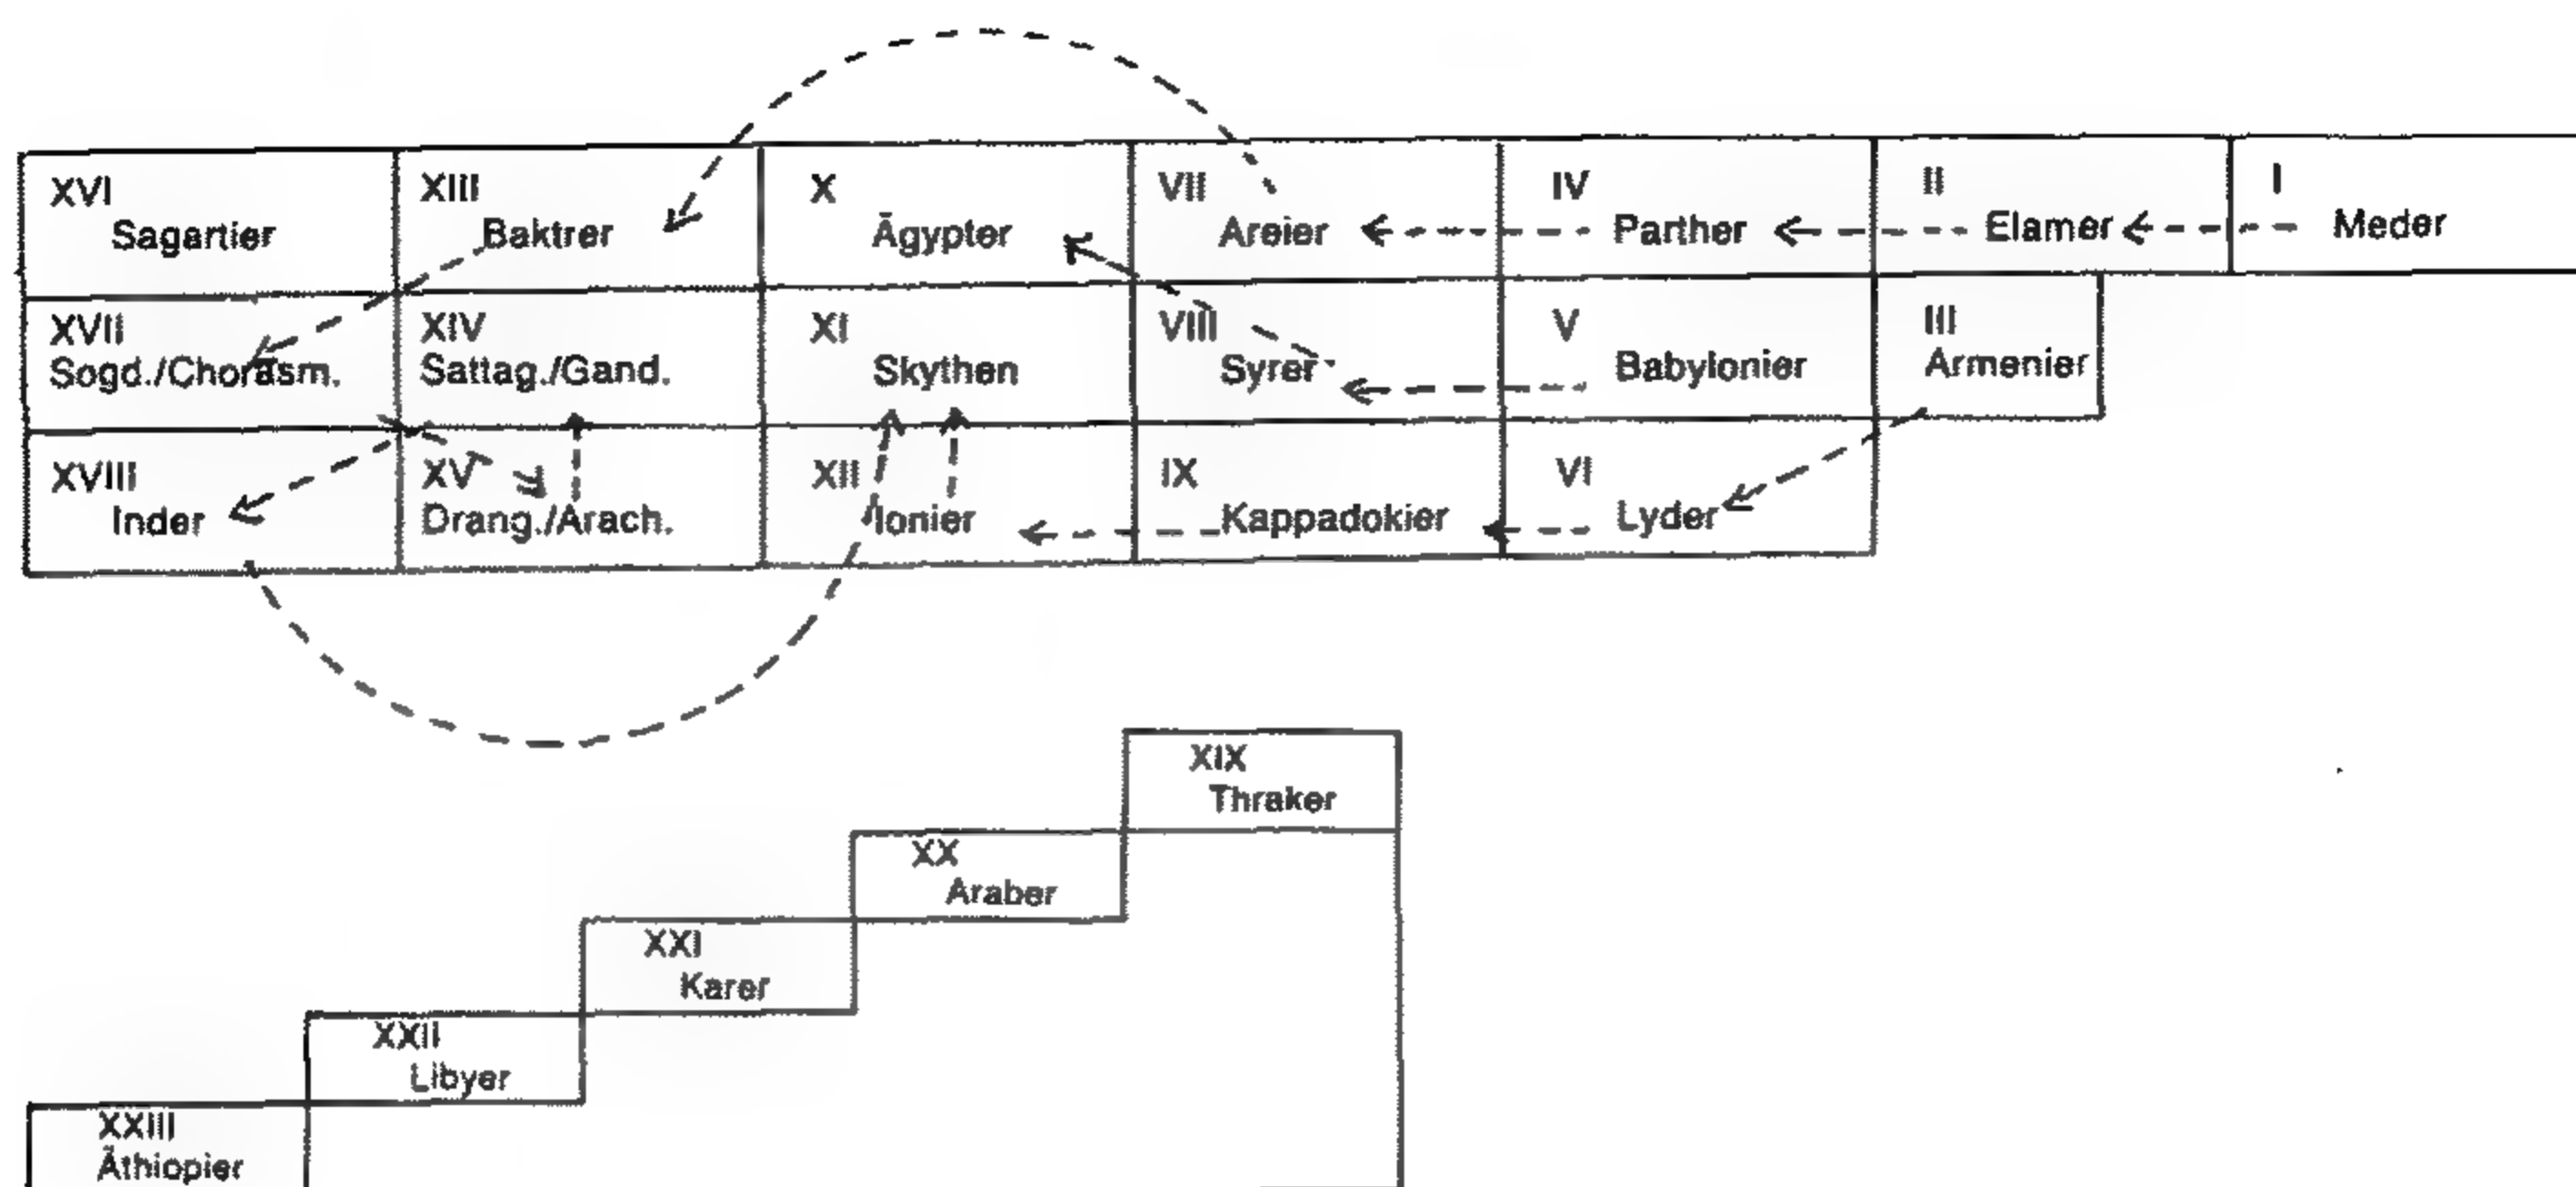 XVI
Sagartier
XIII
Baktrer
X
Ägypter
VII
Areier
IV
Parther
II
Elamer
I
Meder
XVII
Sogd./Chorasm.
XIV
Sattag./Gand.
XI
Skythen
VIII
Syrer
V
Babylonier
III
Armenier
XVIII
Inder
XV
Drang./Arach.
XII
Ionier
IX
Kappadokier
VI
Lyder
XIX
Thraker
XX
Araber
XXI
Karer
XXII
Libyer
XXIII
Äthiopier